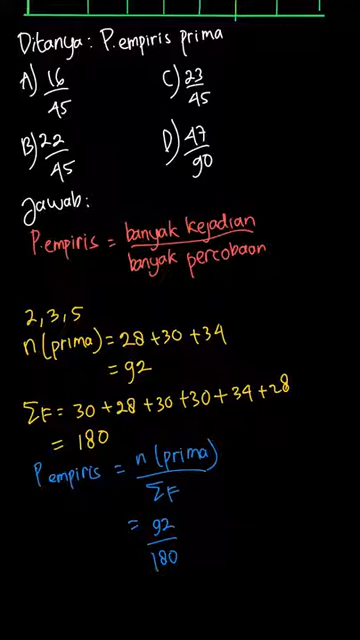 Ditanya: P.empiris prima
A) 16/45 C) 23/45
B) 22/45 D) 47/90
Jawab:
P.empiris = banyak kejadian / banyak percobaan
2, 3, 5
n(prima) = 28 + 30 + 34
= 92
ΣF = 30 + 28 + 30 + 30 + 34 + 28
= 180
P empiris = n(prima) / ΣF
= 92/180